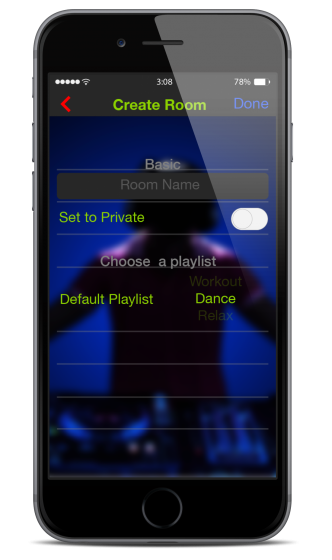 3:08 78%
Create Room Done
Basic
Room Name
Set to Private
Choose a playlist
Workout
Default Playlist Dance
Relax